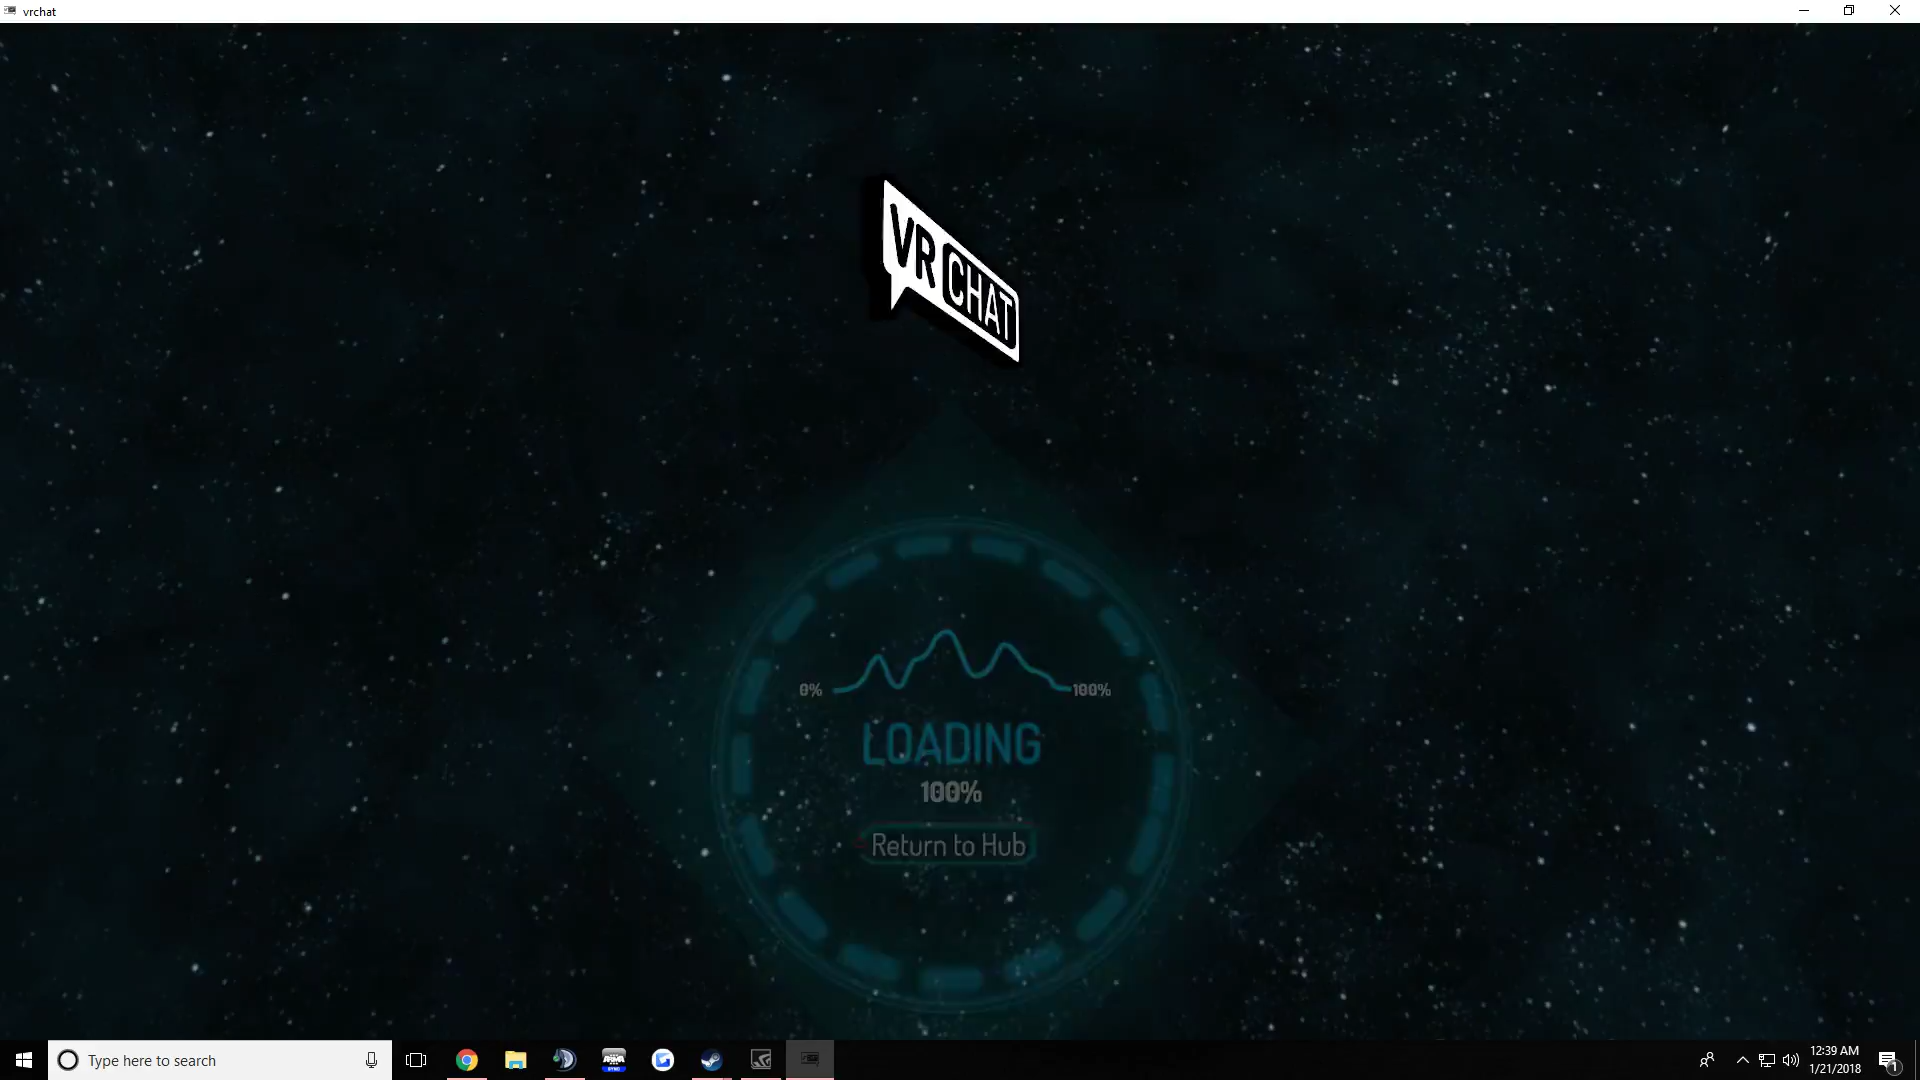 vrchat
VR CHAT
0%
100%
LOADING
100%
Return to Hub
Type here to search
12:39 AM
1/21/2018
1